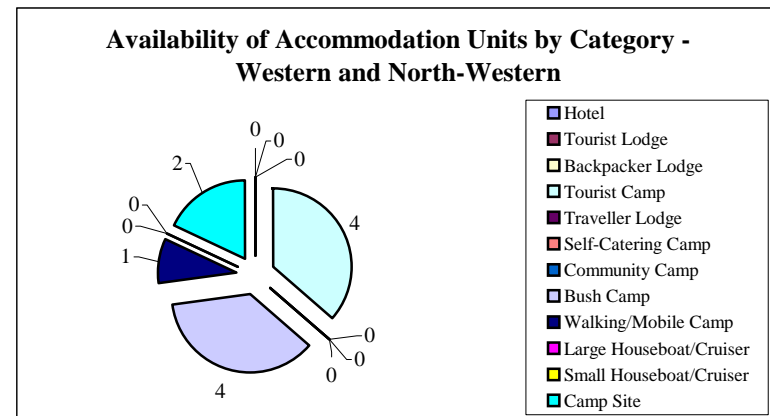 Availability of Accommodation Units by Category -
Western and North-Western
0
0
0
4
0
0
0
4
1
0
0
2
Hotel
Tourist Lodge
Backpacker Lodge
Tourist Camp
Traveller Lodge
Self-Catering Camp
Community Camp
Bush Camp
Walking/Mobile Camp
Large Houseboat/Cruiser
Small Houseboat/Cruiser
Camp Site